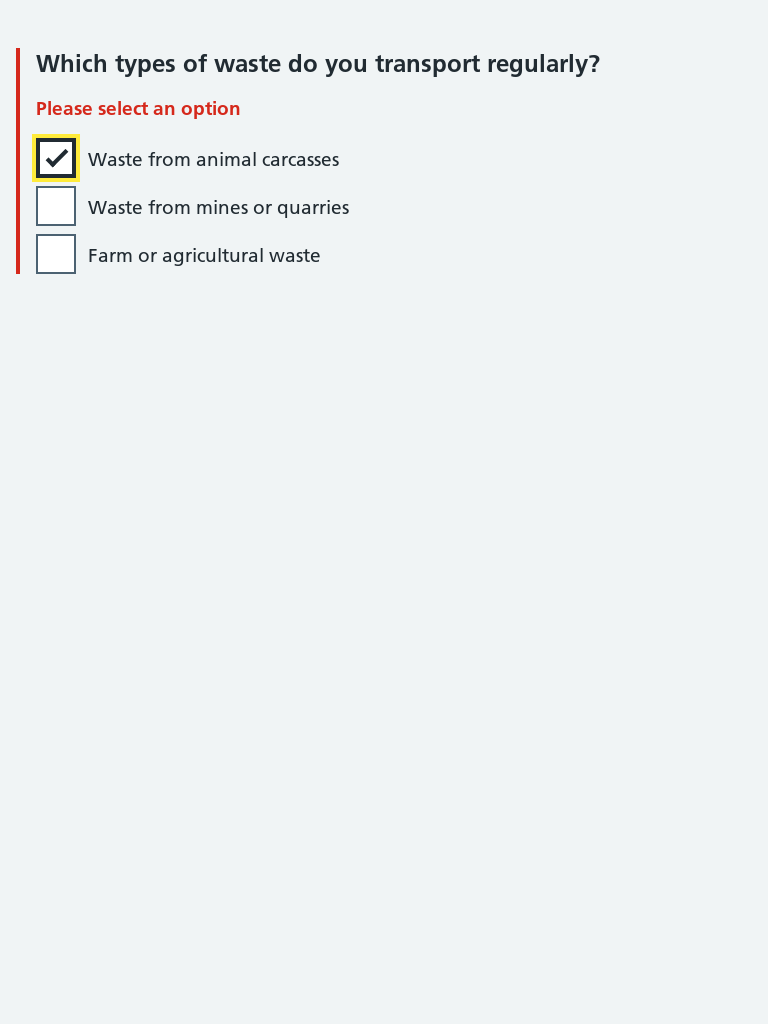 Which types of waste do you transport regularly?
Please select an option
Waste from animal carcasses
Waste from mines or quarries
Farm or agricultural waste